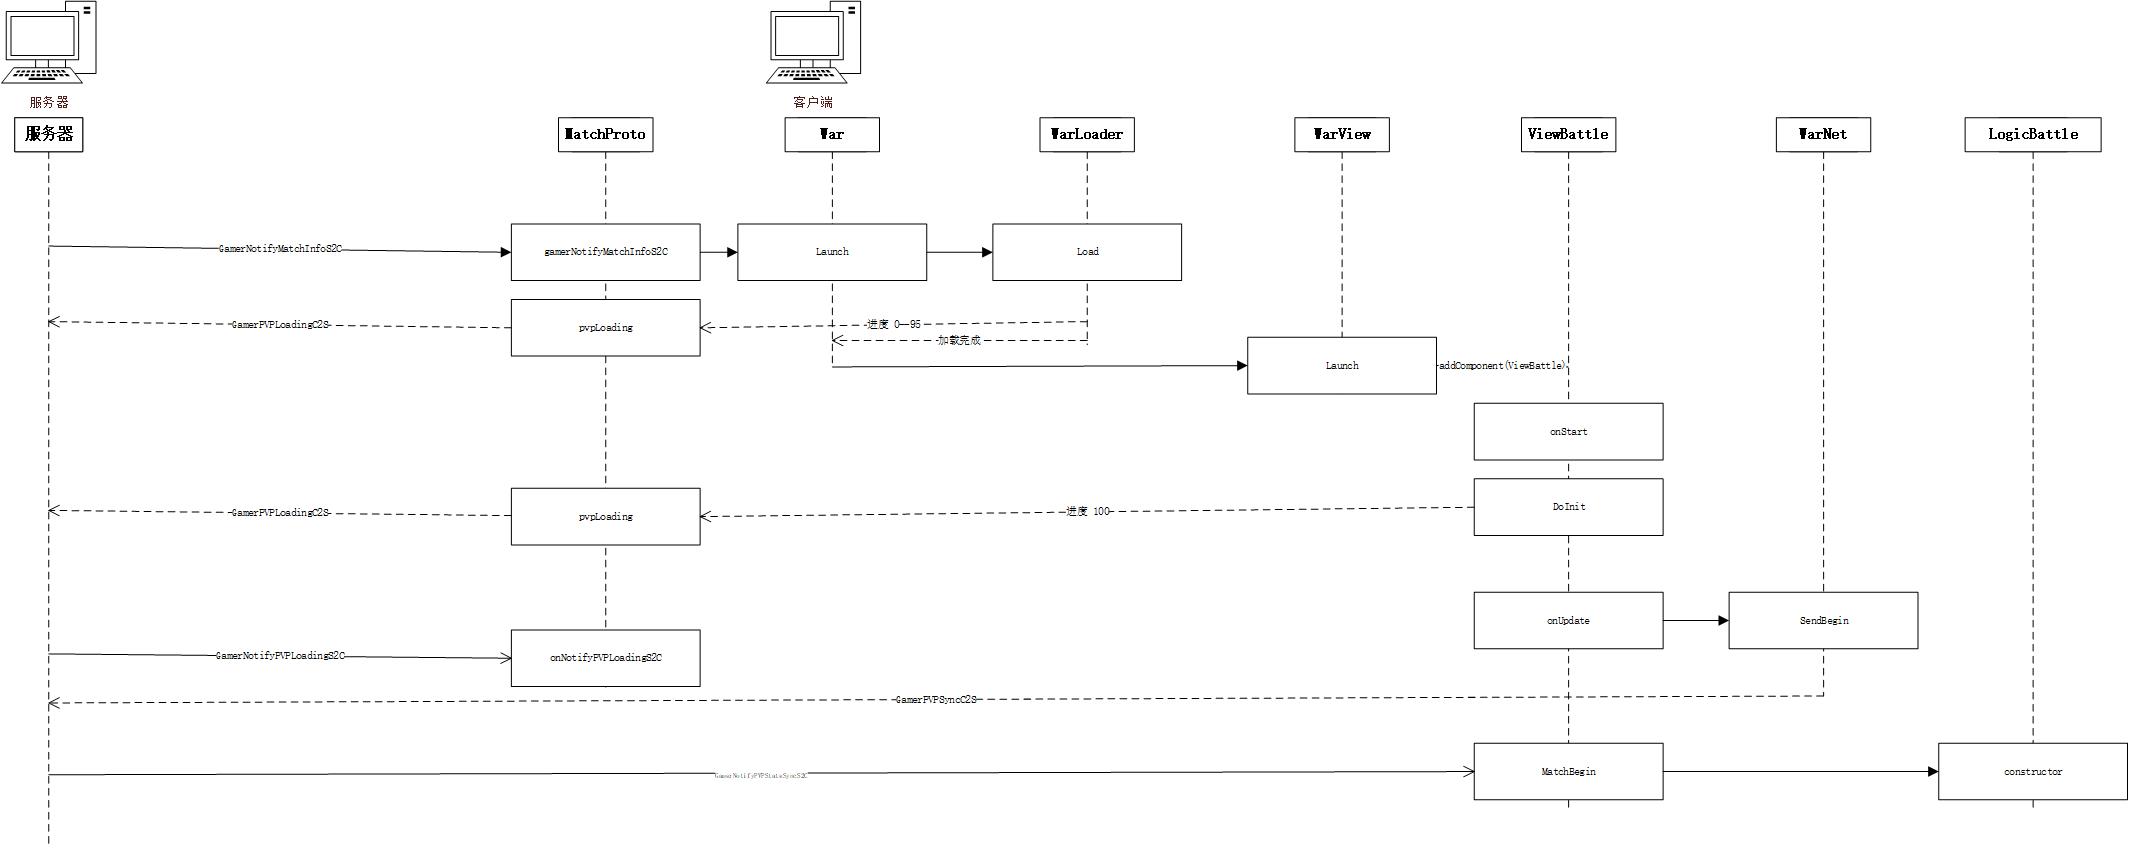 服务器
客户端
服务器
MatchProto
War
WarLoader
WarView
ViewBattle
WarNet
LogicBattle
GamerNotifyMatchInfoS2C
gamerNotifyMatchInfoS2C
Launch
Load
GamerPVPLoadingC2S
pvpLoading
进度 0—95
加载完成
Launch
addComponent(ViewBattle)
onStart
GamerPVPLoadingC2S
pvpLoading
进度 100
DoInit
onUpdate
SendBegin
GamerNotifyPVPLoadingS2C
onNotifyPVPLoadingS2C
GamerPVPSyncC2S
GamerNotifyPVPStateSyncS2C
MatchBegin
constructor